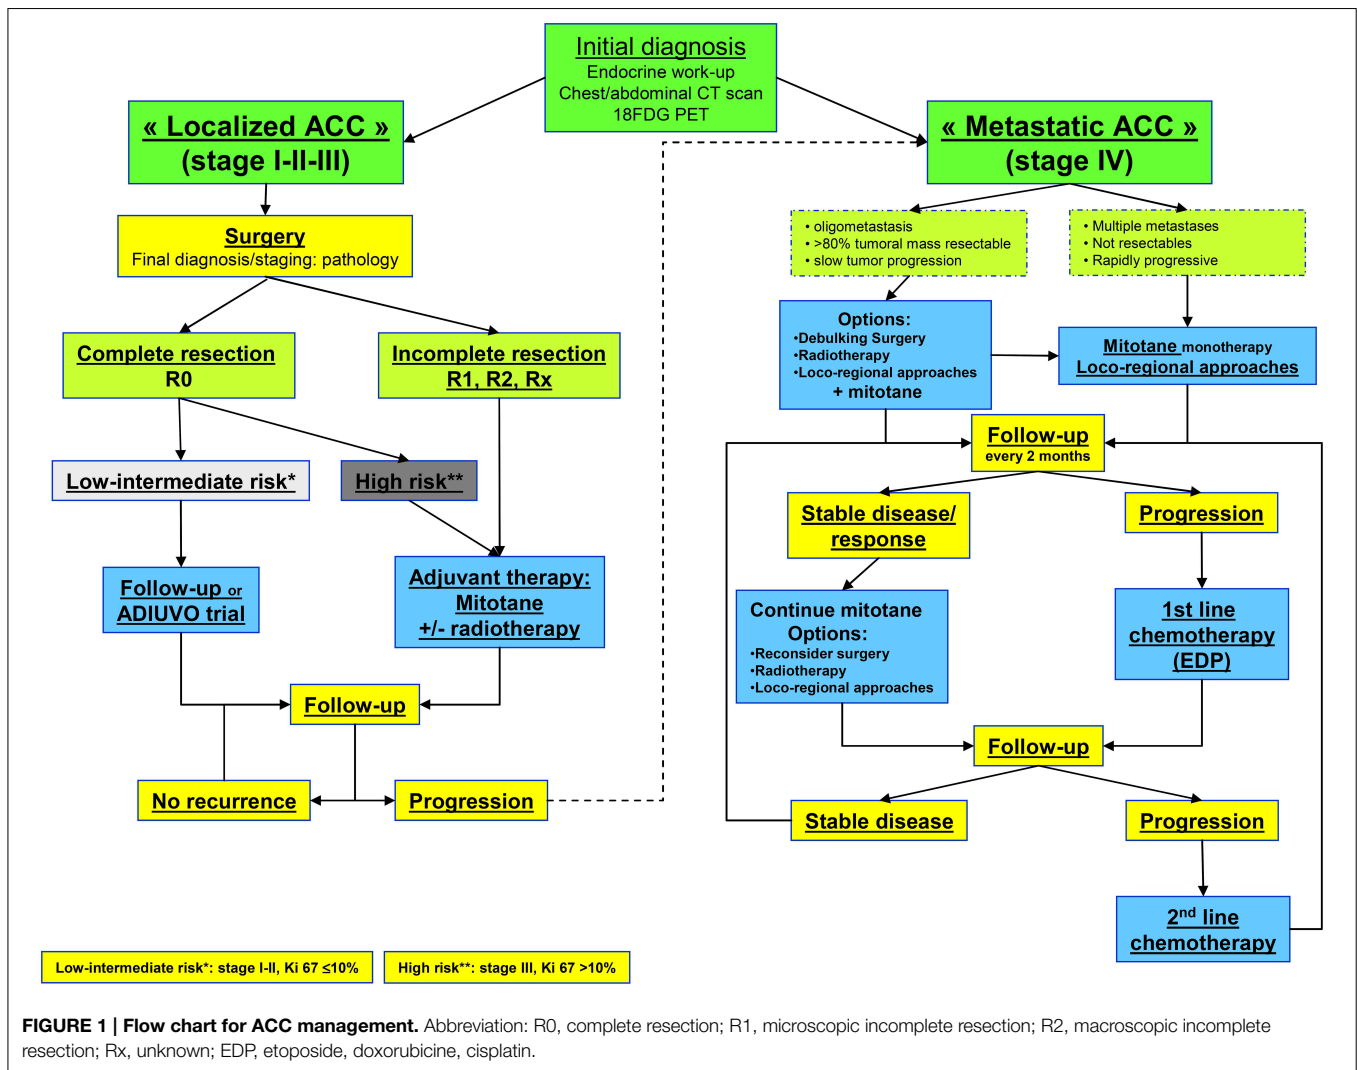 Initial diagnosis
Endocrine work-up
Chest/abdominal CT scan
18FDG PET
« Localized ACC »
(stage I-II-III)
« Metastatic ACC »
(stage IV)
Surgery
Final diagnosis/staging: pathology
• oligometastasis
• >80% tumoral mass resectable
• slow tumor progression
• Multiple metastases
• Not resectables
• Rapidly progressive
Complete resection
R0
Incomplete resection
R1, R2, Rx
Options:
•Debulking Surgery
•Radiotherapy
•Loco-regional approaches
+ mitotane
Mitotane monotherapy
Loco-regional approaches
Low-intermediate risk*
High risk**
Follow-up
every 2 months
Stable disease/
response
Progression
Follow-up or
ADIUVO trial
Adjuvant therapy:
Mitotane
+/- radiotherapy
Continue mitotane
Options:
•Reconsider surgery
•Radiotherapy
•Loco-regional approaches
1st line
chemotherapy
(EDP)
Follow-up
Follow-up
No recurrence
Progression
Stable disease
Progression
2nd line
chemotherapy
Low-intermediate risk*: stage I-II, Ki 67 ≤10%
High risk**: stage III, Ki 67 >10%
FIGURE 1 | Flow chart for ACC management. Abbreviation: R0, complete resection; R1, microscopic incomplete resection; R2, macroscopic incomplete
resection; Rx, unknown; EDP, etoposide, doxorubicine, cisplatin.